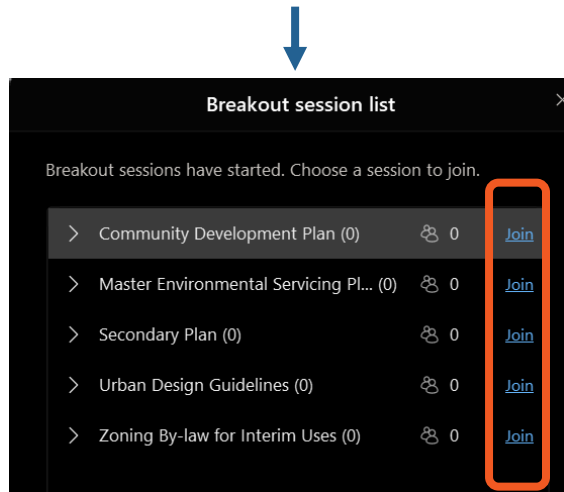 Breakout session list
Breakout sessions have started. Choose a session to join.
Community Development Plan (0) 0 Join
Master Environmental Servicing Pl... (0) 0 Join
Secondary Plan (0) 0 Join
Urban Design Guidelines (0) 0 Join
Zoning By-law for Interim Uses (0) 0 Join